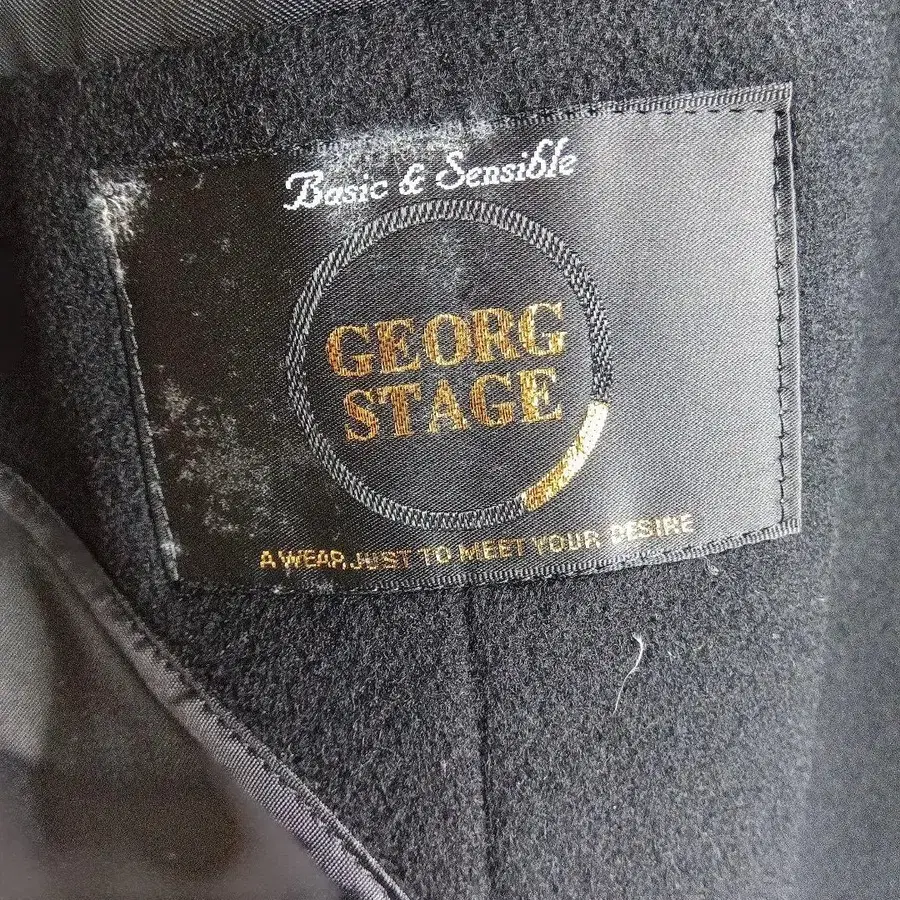 Basic & Sensible
GEORG
STAGE
A WEAR, JUST TO MEET YOUR DESIRE